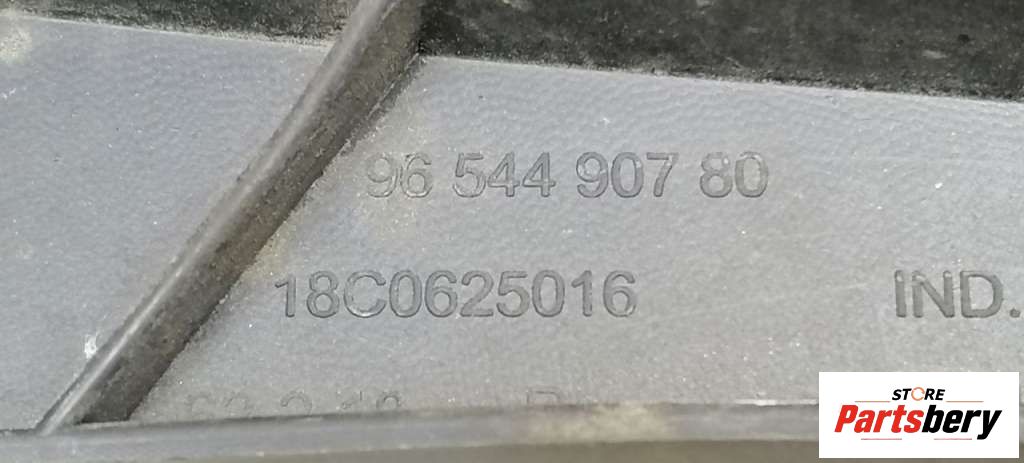 96 544 907 80
18C0625016
IND.
STORE
Partsbery